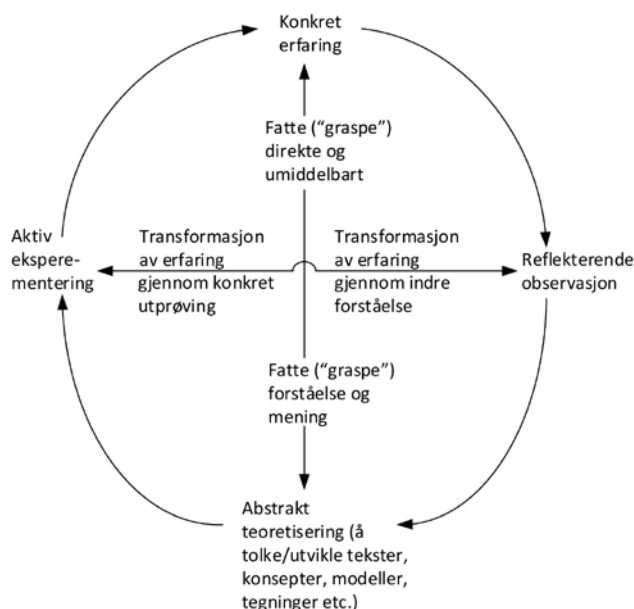 Konkret
erfaring
Fatte (“graspe”)
direkte og
umiddelbart
Aktiv
ekspere-
mentering
Transformasjon
av erfaring
gjennom konkret
utprøving
Transformasjon
av erfaring
gjennom indre
forståelse
Reflekterende
observasjon
Fatte (“graspe”)
forståelse og
mening
Abstrakt
teoretisering (å
tolke/utvikle tekster,
konsepter, modeller,
tegninger etc.)